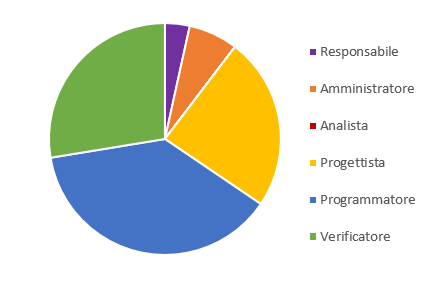 Responsabile
Amministratore
Analista
Progettista
Programmatore
Verificatore